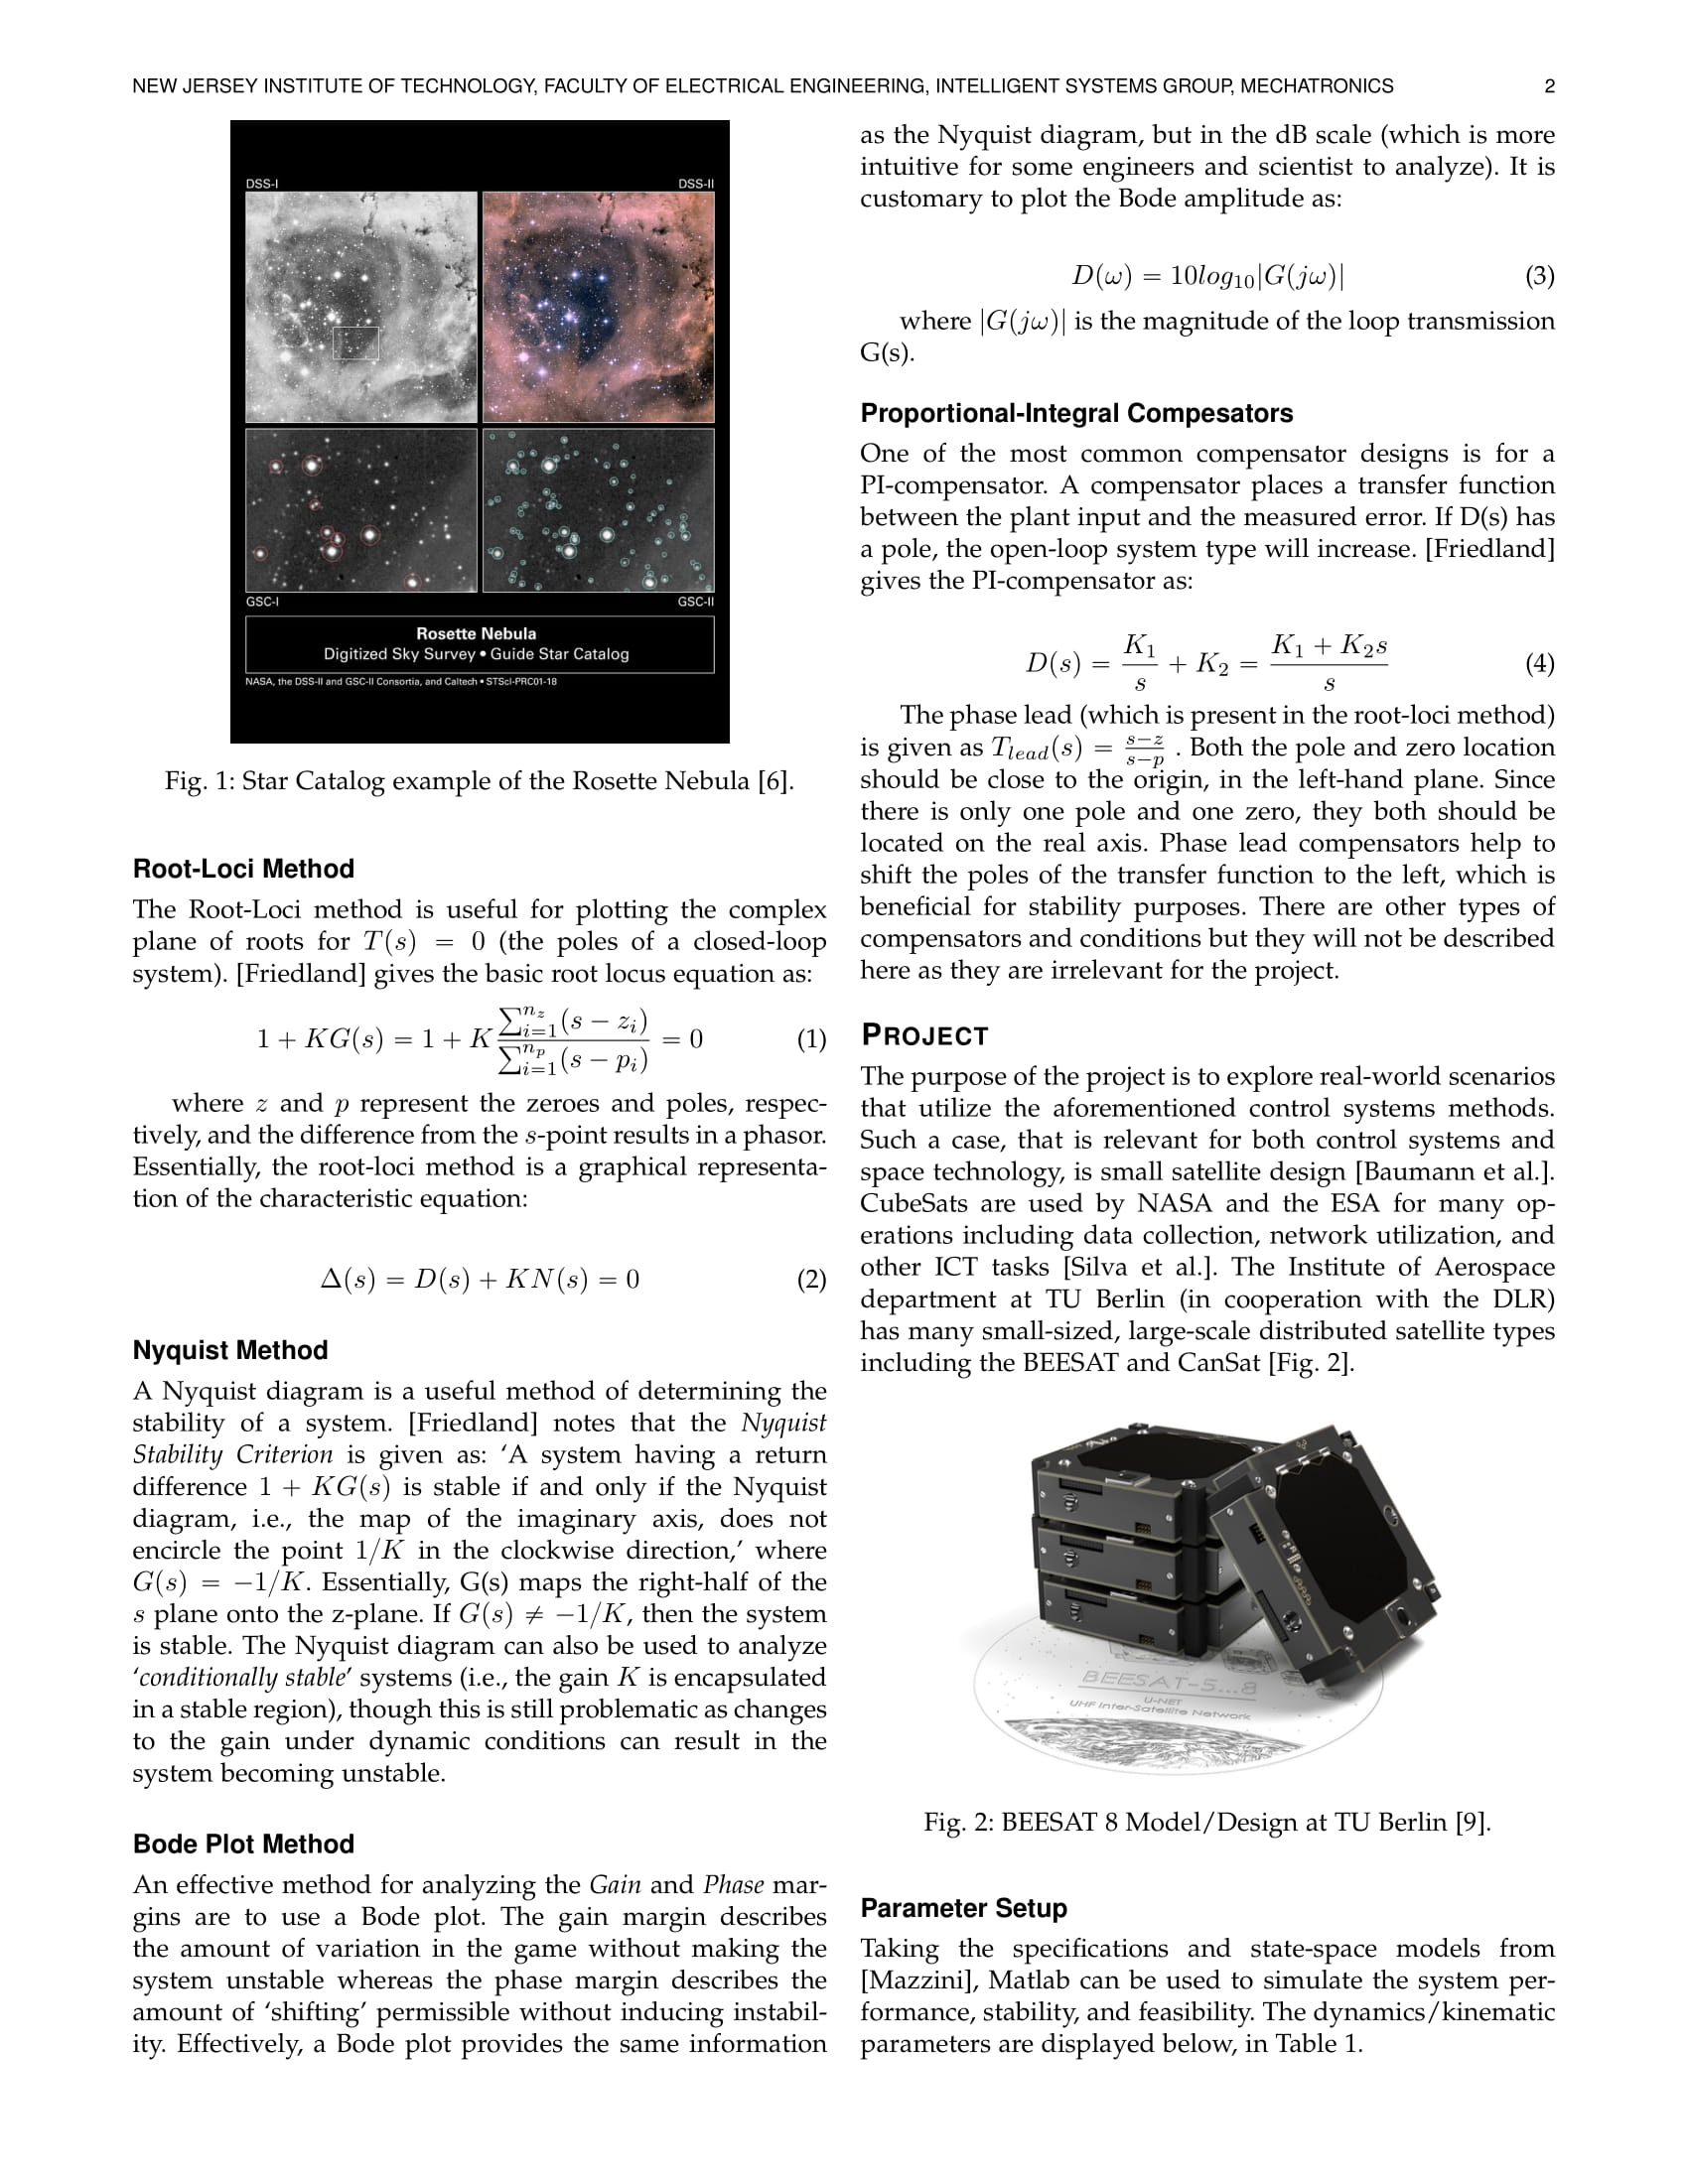 NEW JERSEY INSTITUTE OF TECHNOLOGY, FACULTY OF ELECTRICAL ENGINEERING, INTELLIGENT SYSTEMS GROUP, MECHATRONICS 2
DSS-I DSS-II
GSC-I GSC-II
Rosette Nebula
Digitized Sky Survey • Guide Star Catalog
NASA, the DSS-II and GSC-II Consortia, and Caltech • STScI-PRC01-18
Fig. 1: Star Catalog example of the Rosette Nebula [6].
Root-Loci Method
The Root-Loci method is useful for plotting the complex
plane of roots for T(s) = 0 (the poles of a closed-loop
system). [Friedland] gives the basic root locus equation as:
1 + KG(s) = 1 + K \frac{\sum_{i=1}^{n_z}(s − z_i)}{\sum_{i=1}^{n_p}(s − p_i)} = 0 (1)
where z and p represent the zeroes and poles, respec-
tively, and the difference from the s-point results in a phasor.
Essentially, the root-loci method is a graphical representa-
tion of the characteristic equation:
Δ(s) = D(s) + KN(s) = 0 (2)
Nyquist Method
A Nyquist diagram is a useful method of determining the
stability of a system. [Friedland] notes that the Nyquist
Stability Criterion is given as: ‘A system having a return
difference 1 + KG(s) is stable if and only if the Nyquist
diagram, i.e., the map of the imaginary axis, does not
encircle the point 1/K in the clockwise direction,’ where
G(s) = −1/K. Essentially, G(s) maps the right-half of the
s plane onto the z-plane. If G(s) ≠ −1/K, then the system
is stable. The Nyquist diagram can also be used to analyze
‘conditionally stable’ systems (i.e., the gain K is encapsulated
in a stable region), though this is still problematic as changes
to the gain under dynamic conditions can result in the
system becoming unstable.
Bode Plot Method
An effective method for analyzing the Gain and Phase mar-
gins are to use a Bode plot. The gain margin describes
the amount of variation in the game without making the
system unstable whereas the phase margin describes the
amount of ‘shifting’ permissible without inducing instabil-
ity. Effectively, a Bode plot provides the same information
as the Nyquist diagram, but in the dB scale (which is more
intuitive for some engineers and scientist to analyze). It is
customary to plot the Bode amplitude as:
D(ω) = 10log₁₀|G(jω)| (3)
where |G(jω)| is the magnitude of the loop transmission
G(s).
Proportional-Integral Compesators
One of the most common compensator designs is for a
PI-compensator. A compensator places a transfer function
between the plant input and the measured error. If D(s) has
a pole, the open-loop system type will increase. [Friedland]
gives the PI-compensator as:
D(s) = \frac{K_1}{s} + K_2 = \frac{K_1 + K_2s}{s} (4)
The phase lead (which is present in the root-loci method)
is given as T_{lead}(s) = \frac{s−z}{s−p} . Both the pole and zero location
should be close to the origin, in the left-hand plane. Since
there is only one pole and one zero, they both should be
located on the real axis. Phase lead compensators help to
shift the poles of the transfer function to the left, which is
beneficial for stability purposes. There are other types of
compensators and conditions but they will not be described
here as they are irrelevant for the project.
PROJECT
The purpose of the project is to explore real-world scenarios
that utilize the aforementioned control systems methods.
Such a case, that is relevant for both control systems and
space technology, is small satellite design [Baumann et al.].
CubeSats are used by NASA and the ESA for many op-
erations including data collection, network utilization, and
other ICT tasks [Silva et al.]. The Institute of Aerospace
department at TU Berlin (in cooperation with the DLR)
has many small-sized, large-scale distributed satellite types
including the BEESAT and CanSat [Fig. 2].
BEESAT-5...8
U-NET
UHF Inter-Satellite Network
Fig. 2: BEESAT 8 Model/Design at TU Berlin [9].
Parameter Setup
Taking the specifications and state-space models from
[Mazzini], Matlab can be used to simulate the system per-
formance, stability, and feasibility. The dynamics/kinematic
parameters are displayed below, in Table 1.